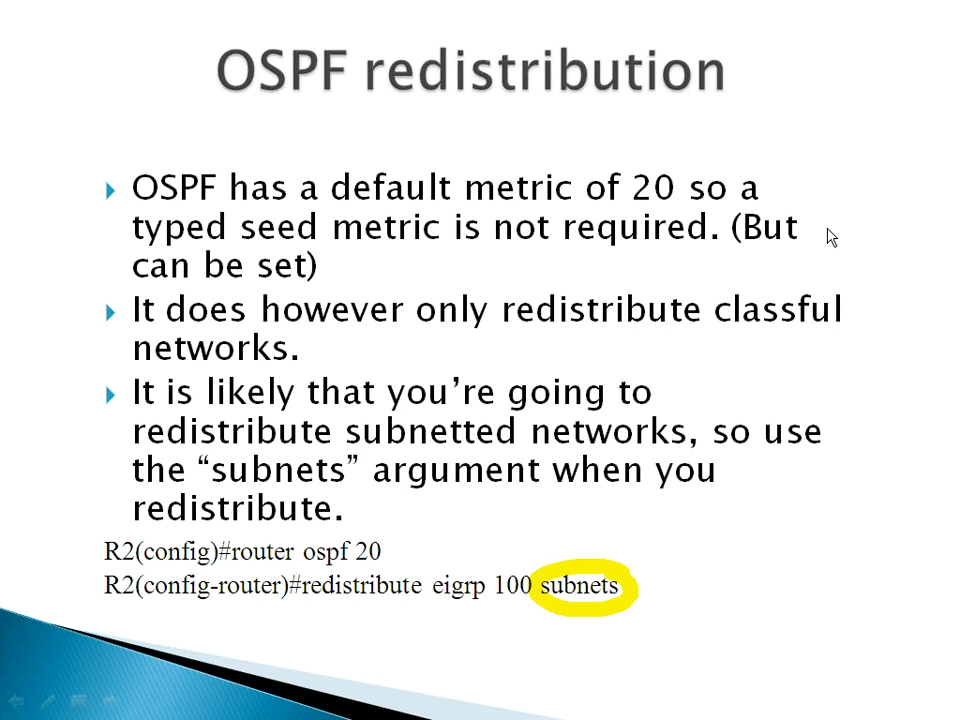 OSPF redistribution
OSPF has a default metric of 20 so a
typed seed metric is not required. (But
can be set)
It does however only redistribute classful
networks.
It is likely that you’re going to
redistribute subnetted networks, so use
the “subnets” argument when you
redistribute.
R2(config)#router ospf 20
R2(config-router)#redistribute eigrp 100 subnets